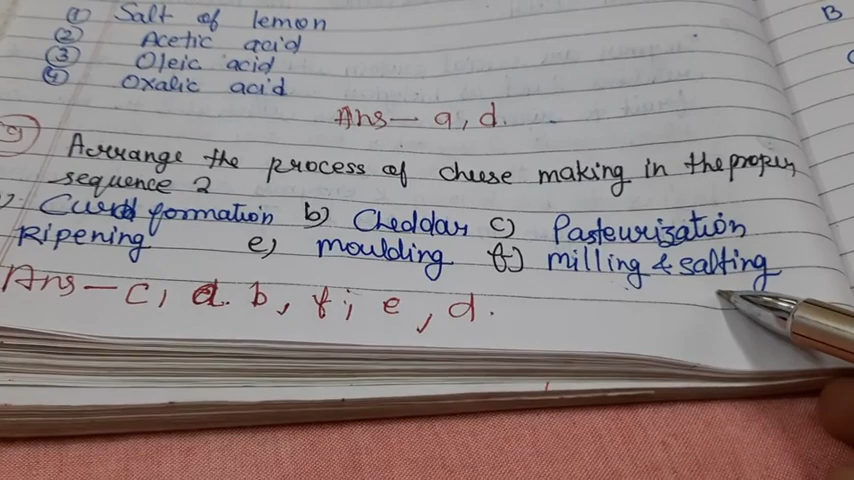 ① Salt of lemon
② Acetic acid
③ Oleic acid
④ Oxalic acid
Ans - a, d.
9 Arrange the process of cheese making in the proper
sequence ?
Curd formation b) Cheddar c) Pasteurization
Ripening e) moulding f) milling & salting
Ans - c, a. b, f, e, d.
B